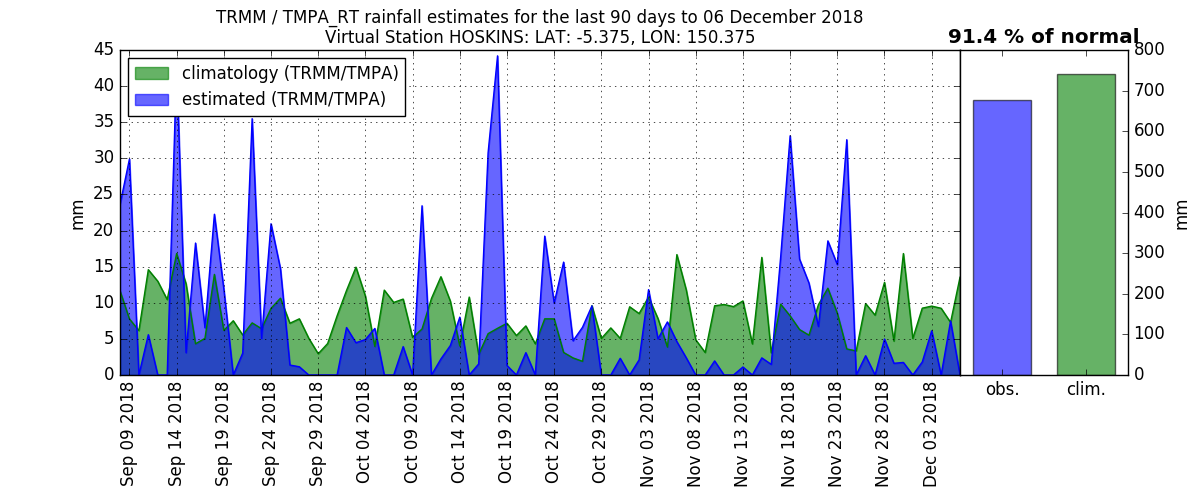 TRMM / TMPA_RT rainfall estimates for the last 90 days to 06 December 2018
Virtual Station HOSKINS: LAT: -5.375, LON: 150.375
91.4 % of normal
climatology (TRMM/TMPA)
estimated (TRMM/TMPA)
mm
45
40
35
30
25
20
15
10
5
0
Sep 09 2018
Sep 14 2018
Sep 19 2018
Sep 24 2018
Sep 29 2018
Oct 04 2018
Oct 09 2018
Oct 14 2018
Oct 19 2018
Oct 24 2018
Oct 29 2018
Nov 03 2018
Nov 08 2018
Nov 13 2018
Nov 18 2018
Nov 23 2018
Nov 28 2018
Dec 03 2018
800
700
600
500
400
300
200
100
0
mm
obs.
clim.